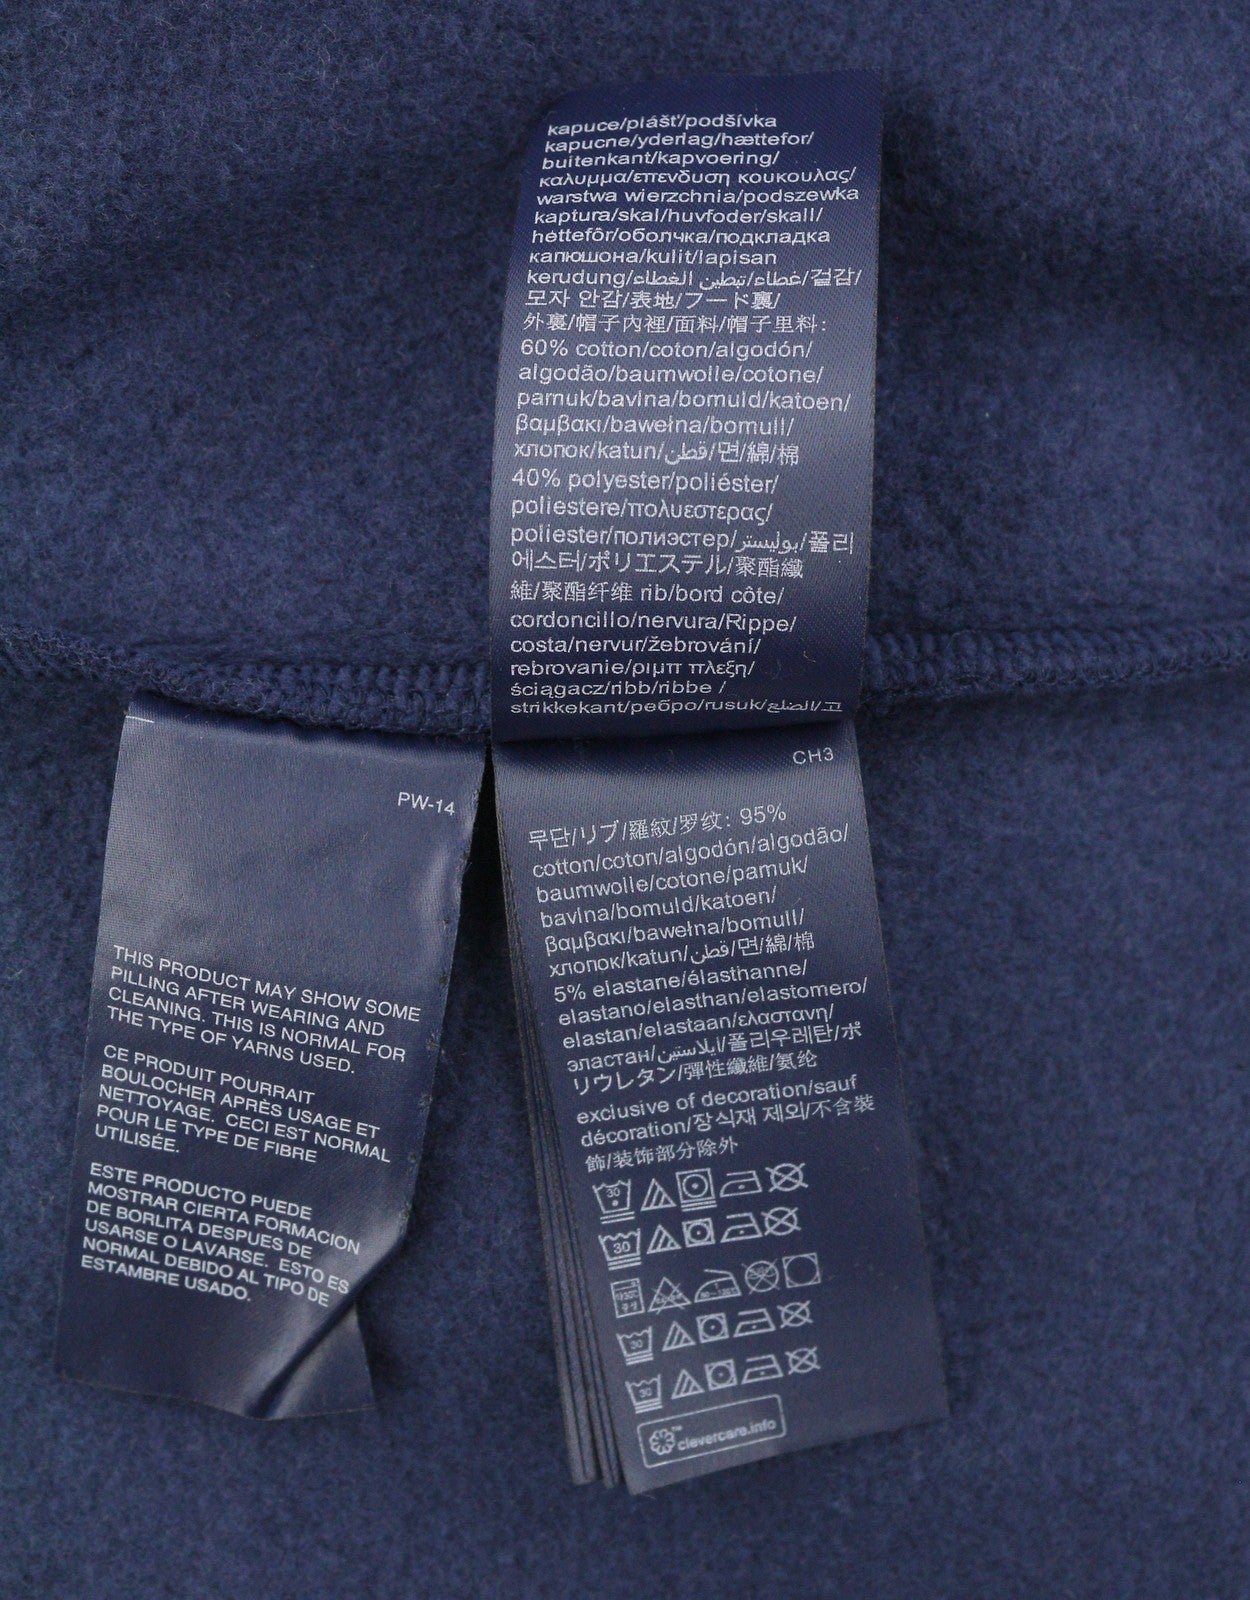 kapuce/plášť/podšívka
kapucne/yderlag/hættefor/
buitenkant/kapvoering/
καλυμμα/επενδυση κουκουλας/
warstwa wierzchnia/podszewka
kaptura/skal/huvfoder/skall/
hettefôr/оболчка/подкладка
капюшона/kulit/lapisan
kerudung/غطاء/تبطين الغطاء/겉감/
모자 안감/表地/フード裏/
外裏/帽子內裡/面料/帽子里料:
60% cotton/coton/algodón/
algodão/baumwolle/cotone/
pamuk/bavlna/bomuld/katoen/
βαμβακι/bawełna/bomull/
хлопок/katun/قطن/면/綿/棉
40% polyester/poliéster/
poliestere/πολυεστερας/
poliester/полиэстер/بوليستر/폴리
에스터/ポリエステル/聚酯纖
維/聚酯纤维 rib/bord côte/
cordoncillo/nervura/Rippe/
costa/nervur/žebrování/
rebrovanie/ριμπ πλεξη/
ściągacz/ribb/ribbe /
strikkekant/ребро/rusuk/الضلع/고
CH3
무단/リブ/羅紋/罗纹: 95%
cotton/coton/algodón/algodão/
baumwolle/cotone/pamuk/
bavlna/bomuld/katoen/
βαμβακι/bawełna/bomull/
хлопок/katun/قطن/면/綿/棉
5% elastane/élasthanne/
elastano/elasthan/elastomero/
elastan/elastaan/ελαστανη/
эластан/ايلاستين/폴리우레탄/ポ
リウレタン/彈性纖維/氨纶
exclusive of decoration/sauf
décoration/장식재 제외/不含裝
飾/装饰部分除外
30
30
30
30
clevercare.info
PW-14
THIS PRODUCT MAY SHOW SOME
PILLING AFTER WEARING AND
CLEANING. THIS IS NORMAL FOR
THE TYPE OF YARNS USED.
CE PRODUIT POURRAIT
BOULOCHER APRÈS USAGE ET
NETTOYAGE. CECI EST NORMAL
POUR LE TYPE DE FIBRE
UTILISÉE.
ESTE PRODUCTO PUEDE
MOSTRAR CIERTA FORMACION
DE BORLITA DESPUES DE
USARSE O LAVARSE. ESTO ES
NORMAL DEBIDO AL TIPO DE
ESTAMBRE USADO.